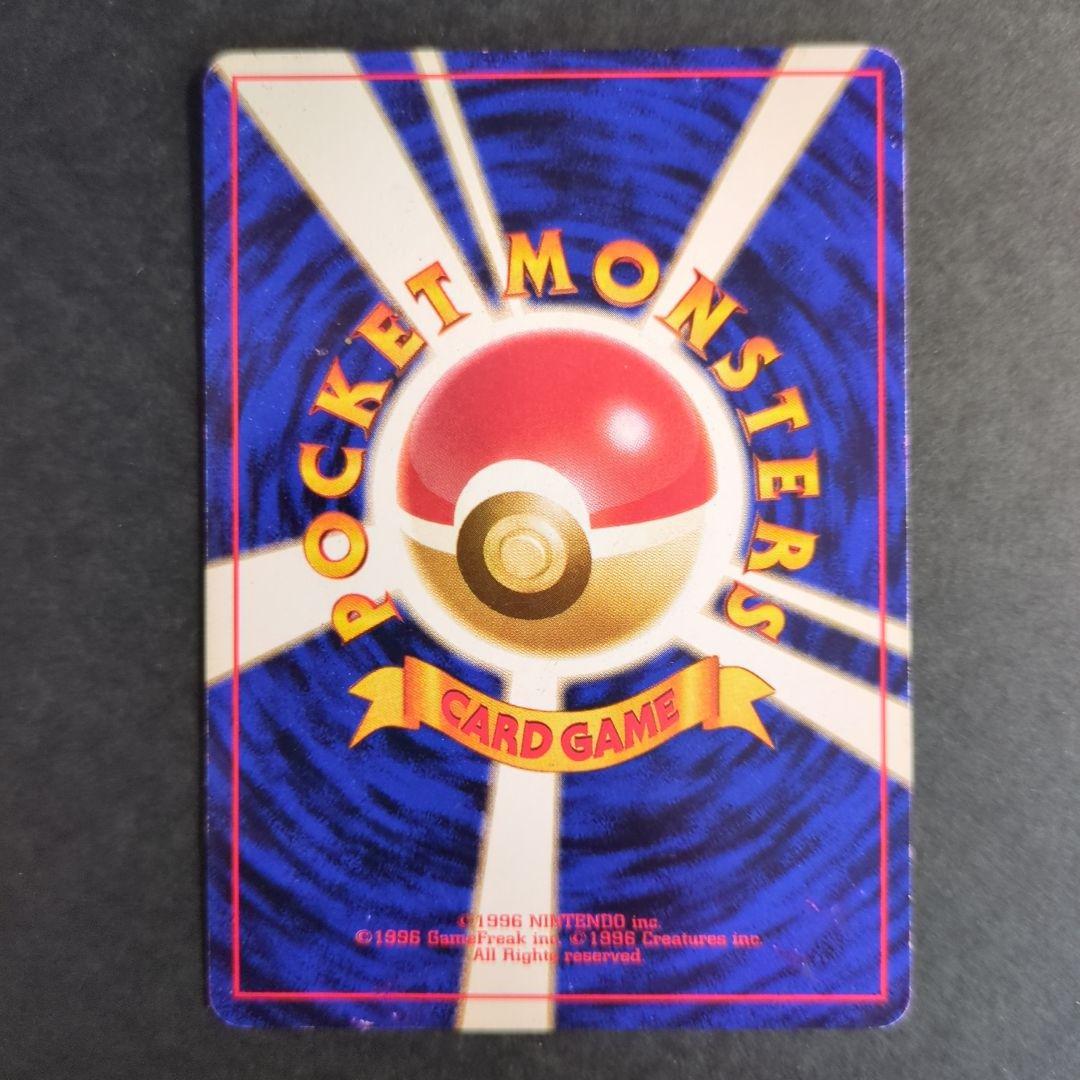 POCKET MONSTERS
CARD GAME
©1996 NINTENDO inc.
©1996 GameFreak inc. ©1996 Creatures inc.
All Rights reserved.